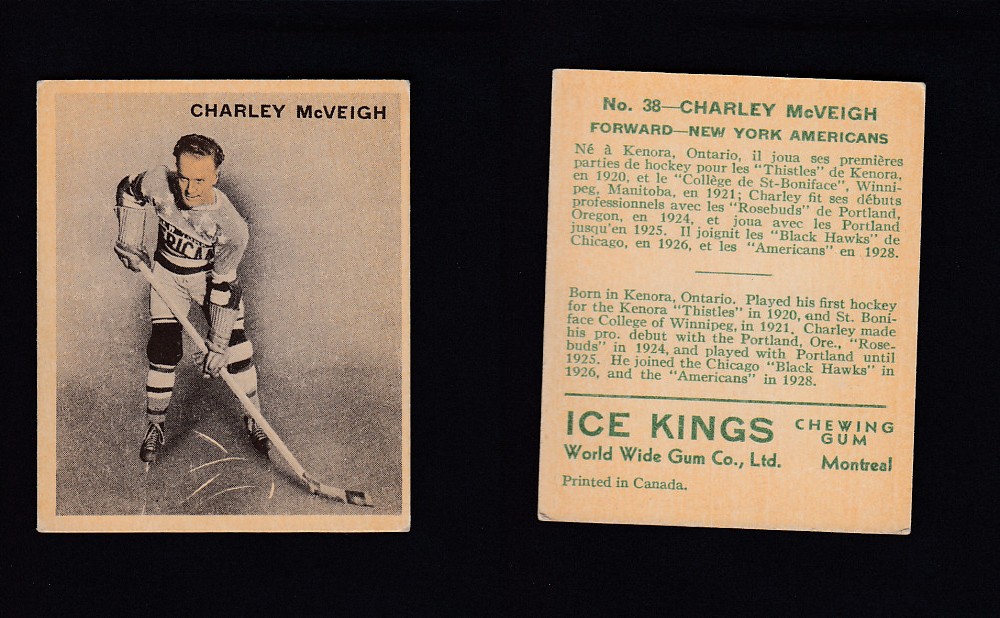 CHARLEY McVEIGH
ERICA
No. 38—CHARLEY McVEIGH
FORWARD—NEW YORK AMERICANS
Né à Kenora, Ontario, il joua ses premières
parties de hockey pour les "Thistles" de Kenora,
en 1920, et le "Collège de St-Boniface", Winni-
peg, Manitoba, en 1921; Charley fit ses débuts
professionnels avec les "Rosebuds" de Portland,
Oregon, en 1924, et joua avec les Portland
jusqu'en 1925. Il joignit les "Black Hawks" de
Chicago, en 1926, et les "Americans" en 1928.
Born in Kenora, Ontario. Played his first hockey
for the Kenora "Thistles" in 1920, and St. Boni-
face College of Winnipeg, in 1921. Charley made
his pro. debut with the Portland, Ore., "Rose-
buds" in 1924, and played with Portland until
1925. He joined the Chicago "Black Hawks" in
1926, and the "Americans" in 1928.
ICE KINGS CHEWING GUM
World Wide Gum Co., Ltd. Montreal
Printed in Canada.